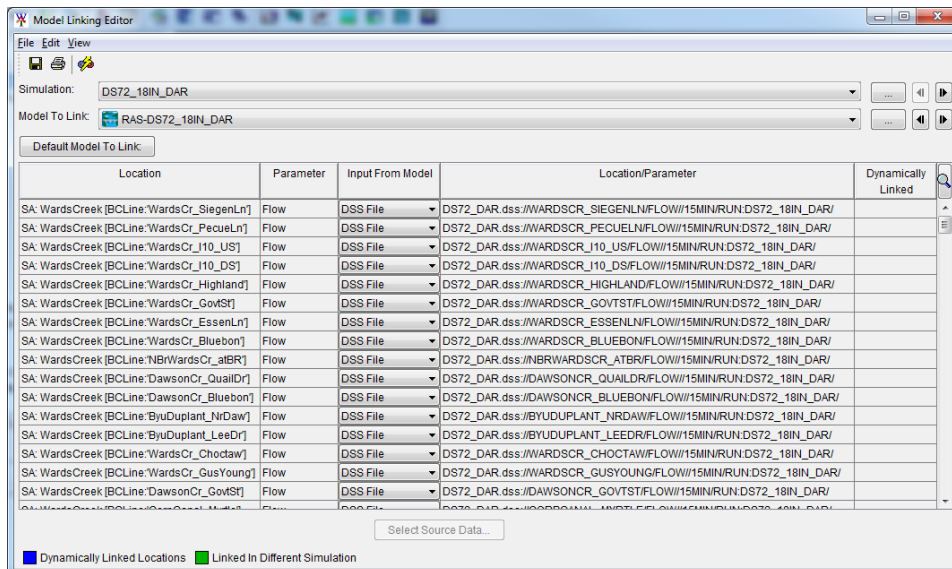 Model Linking Editor
File Edit View
Simulation: DS72_18IN_DAR ...
Model To Link: RAS-DS72_18IN_DAR ...
Default Model To Link:
Location Parameter Input From Model Location/Parameter Dynamically Linked
SA: WardsCreek [BCLine:'WardsCr_SiegenLn'] Flow DSS File DS72_DAR.dss://WARDSCR_SIEGENLN/FLOW//15MIN/RUN:DS72_18IN_DAR/
SA: WardsCreek [BCLine:'WardsCr_PecueLn'] Flow DSS File DS72_DAR.dss://WARDSCR_PECUELN/FLOW//15MIN/RUN:DS72_18IN_DAR/
SA: WardsCreek [BCLine:'WardsCr_I10_US'] Flow DSS File DS72_DAR.dss://WARDSCR_I10_US/FLOW//15MIN/RUN:DS72_18IN_DAR/
SA: WardsCreek [BCLine:'WardsCr_I10_DS'] Flow DSS File DS72_DAR.dss://WARDSCR_I10_DS/FLOW//15MIN/RUN:DS72_18IN_DAR/
SA: WardsCreek [BCLine:'WardsCr_Highland'] Flow DSS File DS72_DAR.dss://WARDSCR_HIGHLAND/FLOW//15MIN/RUN:DS72_18IN_DAR/
SA: WardsCreek [BCLine:'WardsCr_GovtSt'] Flow DSS File DS72_DAR.dss://WARDSCR_GOVTST/FLOW//15MIN/RUN:DS72_18IN_DAR/
SA: WardsCreek [BCLine:'WardsCr_EssenLn'] Flow DSS File DS72_DAR.dss://WARDSCR_ESSENLN/FLOW//15MIN/RUN:DS72_18IN_DAR/
SA: WardsCreek [BCLine:'WardsCr_Bluebon'] Flow DSS File DS72_DAR.dss://WARDSCR_BLUEBON/FLOW//15MIN/RUN:DS72_18IN_DAR/
SA: WardsCreek [BCLine:'NBrWardsCr_atBR'] Flow DSS File DS72_DAR.dss://NBRWARDSCR_ATBR/FLOW//15MIN/RUN:DS72_18IN_DAR/
SA: WardsCreek [BCLine:'DawsonCr_QuailDr'] Flow DSS File DS72_DAR.dss://DAWSONCR_QUAILDR/FLOW//15MIN/RUN:DS72_18IN_DAR/
SA: WardsCreek [BCLine:'DawsonCr_Bluebon'] Flow DSS File DS72_DAR.dss://DAWSONCR_BLUEBON/FLOW//15MIN/RUN:DS72_18IN_DAR/
SA: WardsCreek [BCLine:'ByuDuplant_NrDaw'] Flow DSS File DS72_DAR.dss://BYUDUPLANT_NRDAW/FLOW//15MIN/RUN:DS72_18IN_DAR/
SA: WardsCreek [BCLine:'ByuDuplant_LeeDr'] Flow DSS File DS72_DAR.dss://BYUDUPLANT_LEEDR/FLOW//15MIN/RUN:DS72_18IN_DAR/
SA: WardsCreek [BCLine:'WardsCr_Choctaw'] Flow DSS File DS72_DAR.dss://WARDSCR_CHOCTAW/FLOW//15MIN/RUN:DS72_18IN_DAR/
SA: WardsCreek [BCLine:'WardsCr_GusYoung'] Flow DSS File DS72_DAR.dss://WARDSCR_GUSYOUNG/FLOW//15MIN/RUN:DS72_18IN_DAR/
SA: WardsCreek [BCLine:'DawsonCr_GovtSt'] Flow DSS File DS72_DAR.dss://DAWSONCR_GOVTST/FLOW//15MIN/RUN:DS72_18IN_DAR/
Select Source Data...
Dynamically Linked Locations Linked In Different Simulation